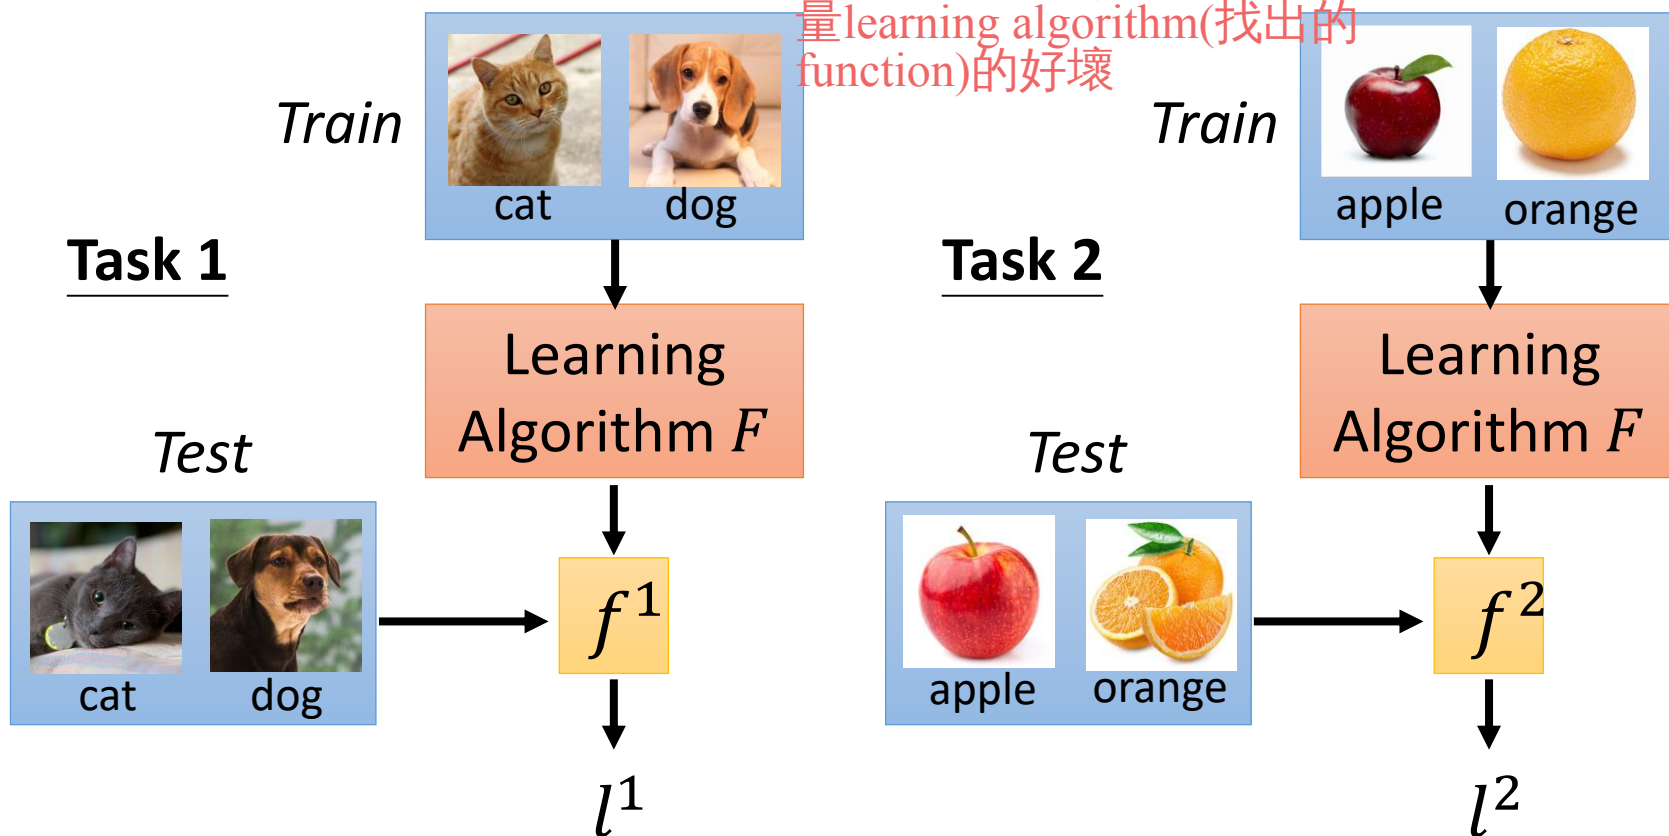 量learning algorithm(找出的
function)的好壞
Train
cat
dog
Task 1
Learning
Algorithm F
Test
cat
dog
f¹
l¹
Train
apple
orange
Task 2
Learning
Algorithm F
Test
apple
orange
f²
l²